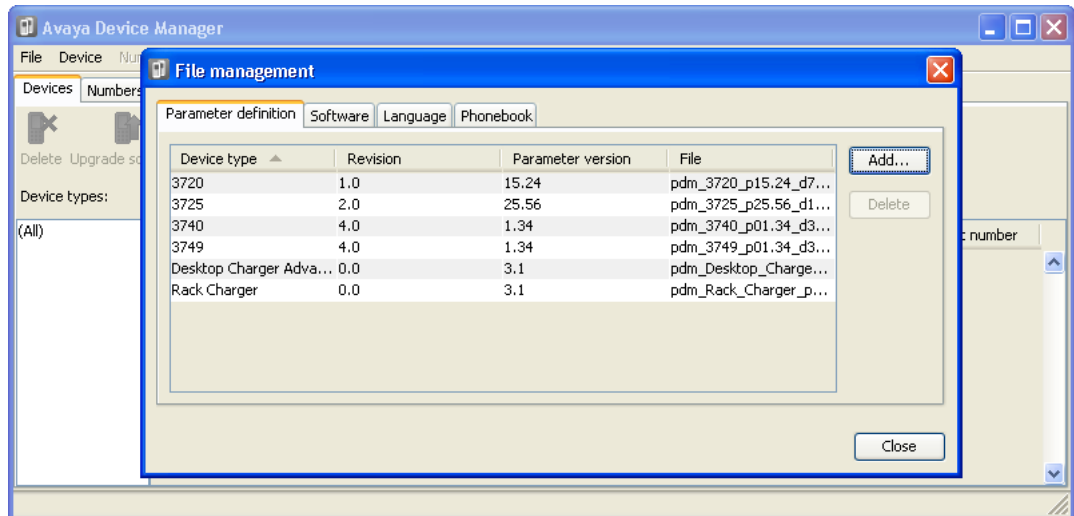 Avaya Device Manager
File Device Nu
File management
Devices Numbers
Parameter definition Software Language Phonebook
Delete Upgrade so
Device type Revision Parameter version File
Add...
3720 1.0 15.24 pdm_3720_p15.24_d7...
Device types:
3725 2.0 25.56 pdm_3725_p25.56_d1...
Delete
(All)
3740 4.0 1.34 pdm_3740_p01.34_d3...
t number
3749 4.0 1.34 pdm_3749_p01.34_d3...
Desktop Charger Adva... 0.0 3.1 pdm_Desktop_Charge...
Rack Charger 0.0 3.1 pdm_Rack_Charger_p...
Close